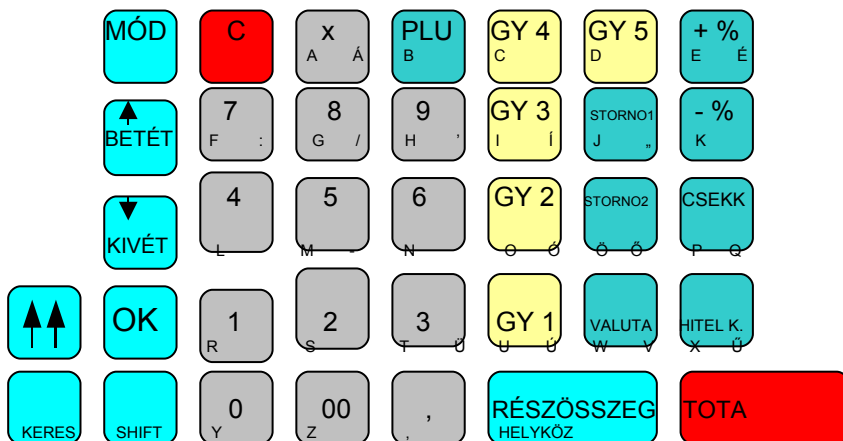 MÓD C x PLU GY 4 GY 5 + %
A Á B C D E É
BETÉT 7 8 9 GY 3 STORNO1 - %
F : G / H ' I Í J „ K
KIVÉT 4 5 6 GY 2 STORNO2 CSEKK
L M - N O Ó Ö Ő P Q
OK 1 2 3 GY 1 VALUTA HITEL K.
R S T Ü U Ú W V X Ű
0 00 , RÉSZÖSSZEG TOTA
KERES SHIFT Y Z , HELYKÖZ